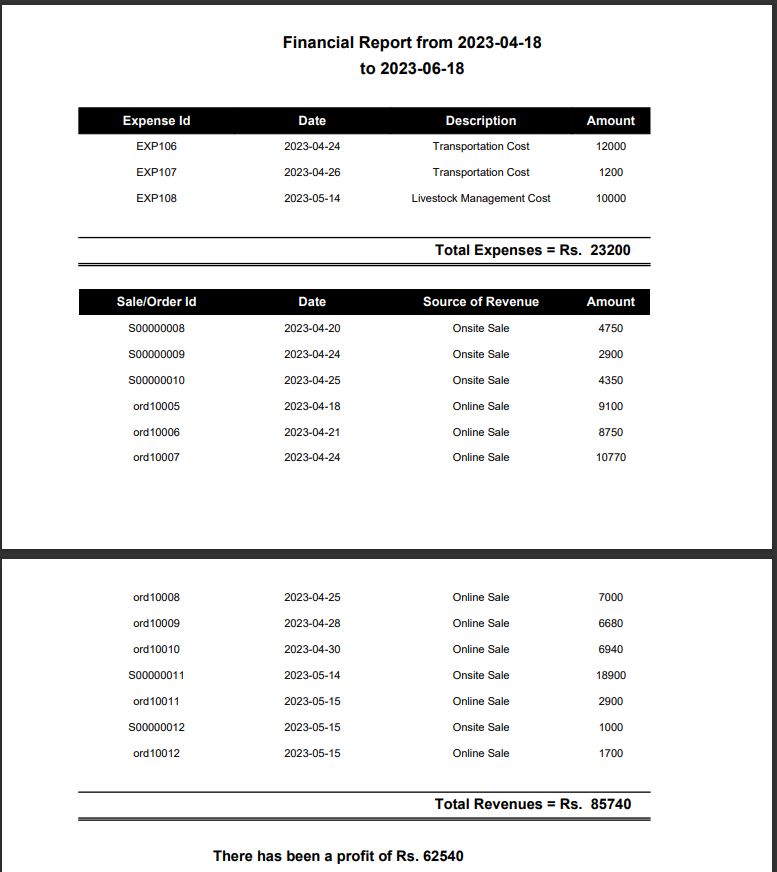 Financial Report from 2023-04-18
to 2023-06-18
Expense Id Date Description Amount
EXP106 2023-04-24 Transportation Cost 12000
EXP107 2023-04-26 Transportation Cost 1200
EXP108 2023-05-14 Livestock Management Cost 10000
Total Expenses = Rs. 23200
Sale/Order Id Date Source of Revenue Amount
S00000008 2023-04-20 Onsite Sale 4750
S00000009 2023-04-24 Onsite Sale 2900
S00000010 2023-04-25 Onsite Sale 4350
ord10005 2023-04-18 Online Sale 9100
ord10006 2023-04-21 Online Sale 8750
ord10007 2023-04-24 Online Sale 10770
ord10008 2023-04-25 Online Sale 7000
ord10009 2023-04-28 Online Sale 6680
ord10010 2023-04-30 Online Sale 6940
S00000011 2023-05-14 Onsite Sale 18900
ord10011 2023-05-15 Online Sale 2900
S00000012 2023-05-15 Onsite Sale 1000
ord10012 2023-05-15 Online Sale 1700
Total Revenues = Rs. 85740
There has been a profit of Rs. 62540